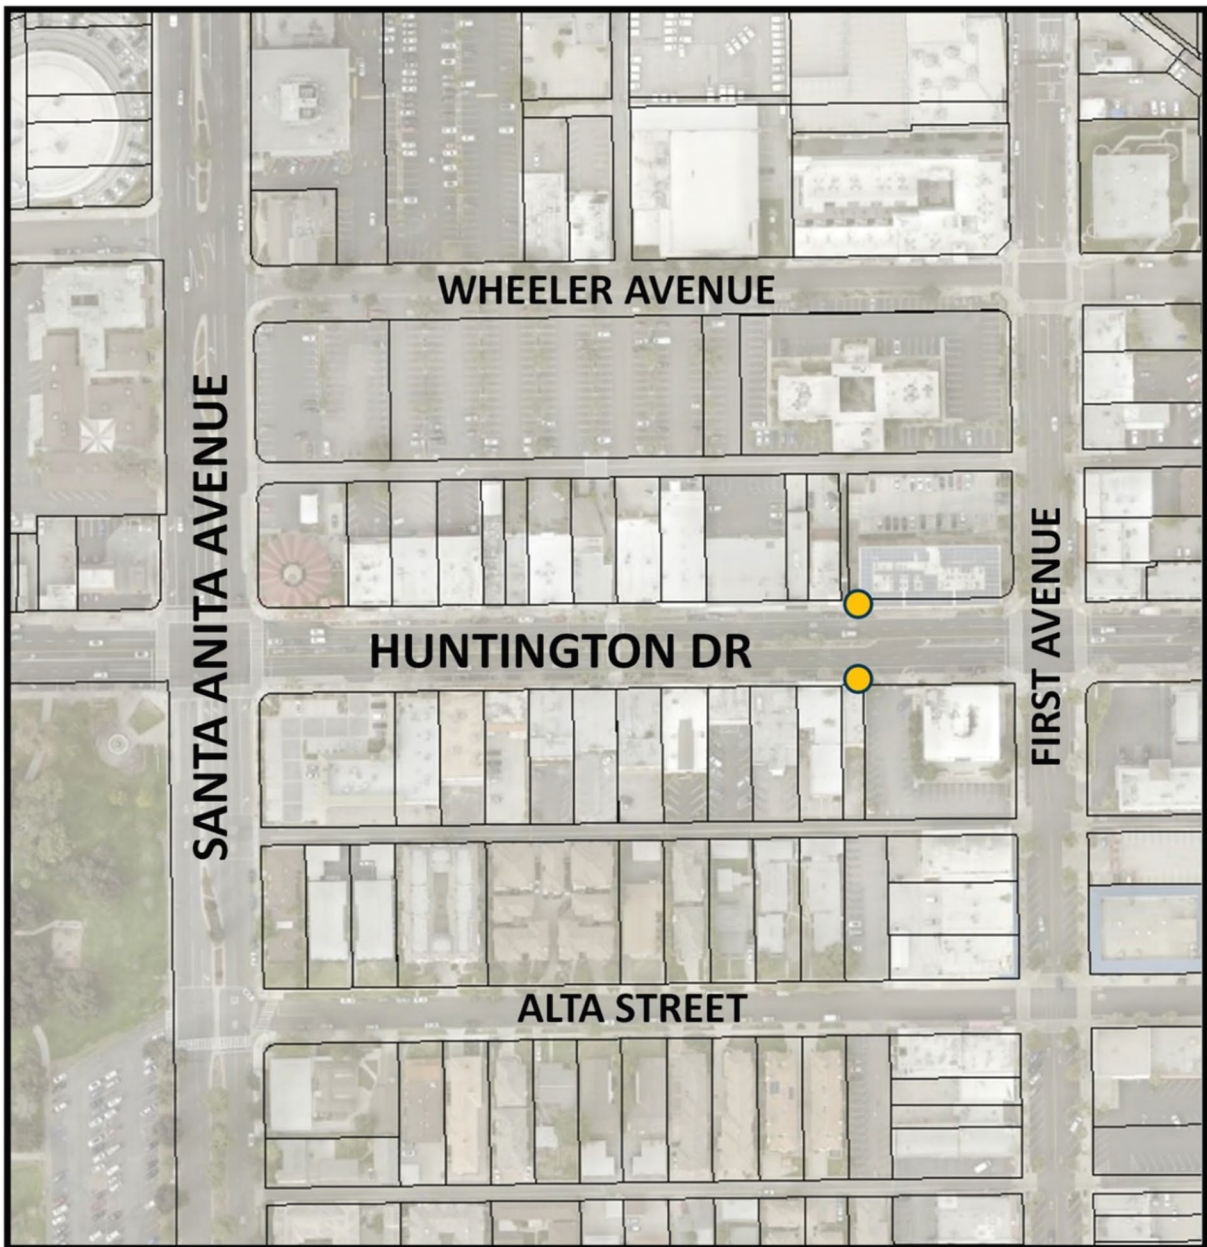 WHEELER AVENUE
SANTA ANITA AVENUE
HUNTINGTON DR
FIRST AVENUE
ALTA STREET